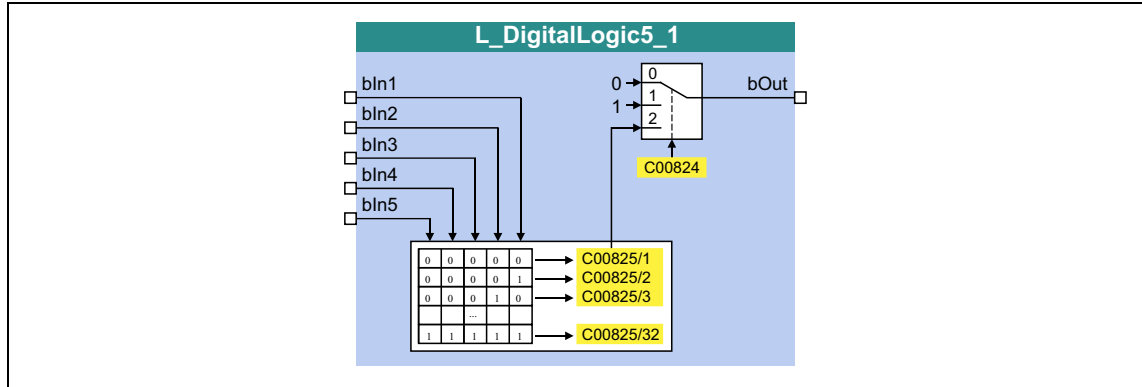 L_DigitalLogic5_1
bIn1
bIn2
bIn3
bIn4
bIn5
0
0
1
1
2
bOut
C00824
0 0 0 0 0
C00825/1
0 0 0 0 1
C00825/2
0 0 0 1 0
C00825/3
...
1 1 1 1 1
C00825/32